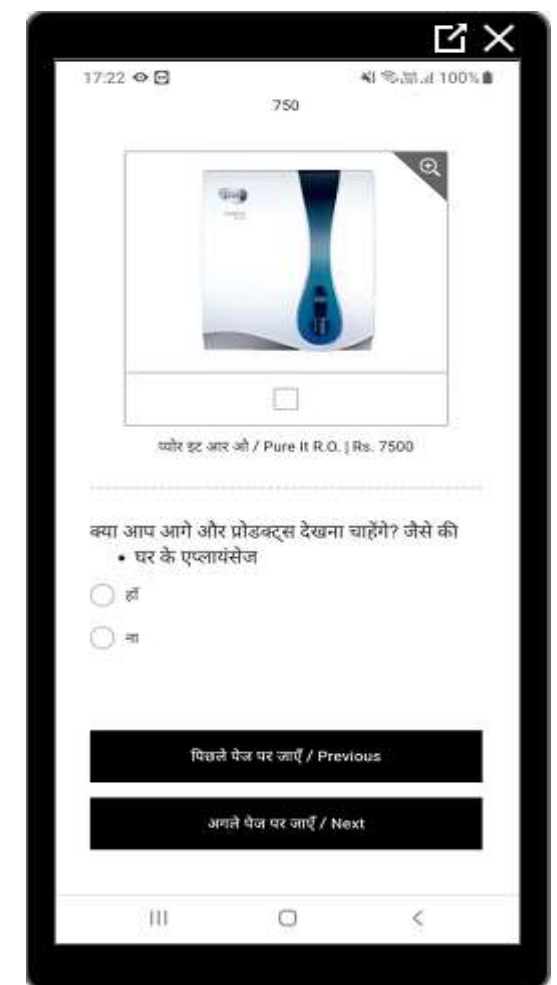 17:22
100%
750
प्योर इट आर ओ / Pure It R.O. | Rs. 7500
क्या आप आगे और प्रोडक्ट्स देखना चाहेंगे? जैसे की
• घर के एप्लायंसेज
हाँ
ना
पिछले पेज पर जाएँ / Previous
अगले पेज पर जाएँ / Next